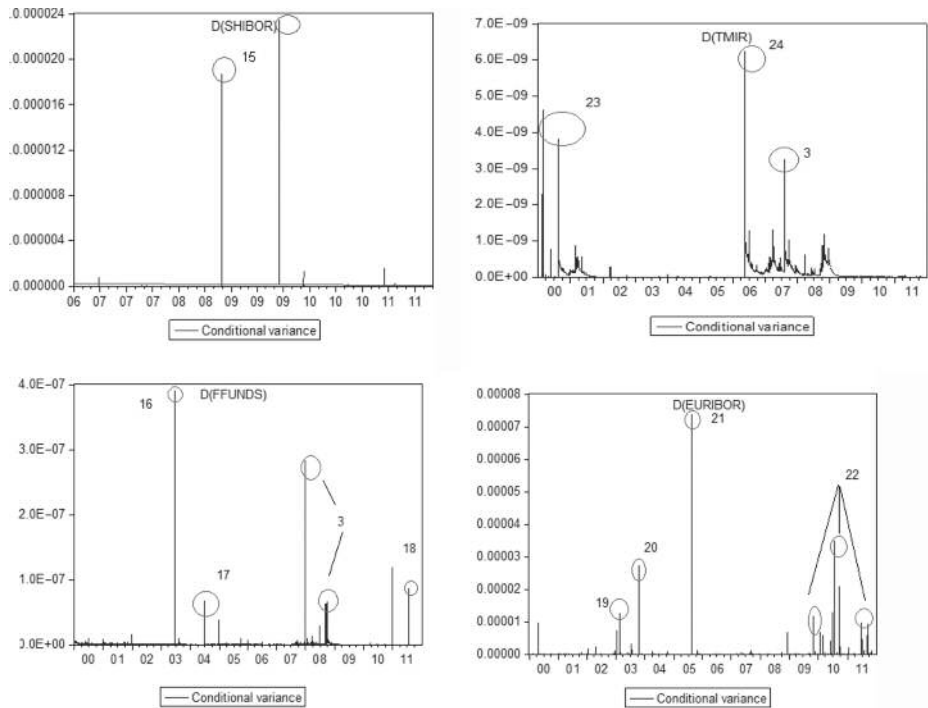 D(SHIBOR)
.0.000024
.0.000020
.0.000016
.0.000012
.0.000008
.0.000004
.0.000000
15
06 07 07 08 09 09 10 10 11
Conditional variance
D(TMIR)
7.0E-09
6.0E-09
5.0E-09
4.0E-09
3.0E-09
2.0E-09
1.0E-09
0.0E+00
24
23
3
00 01 02 03 04 05 06 07 08 09 10 11
Conditional variance
D(FFUNDS)
4.0E-07
3.0E-07
2.0E-07
1.0E-07
0.0E+00
16
3
17
18
00 01 02 03 04 05 06 07 08 09 10 11
Conditional variance
D(EURIBOR)
0.00008
0.00007
0.00006
0.00005
0.00004
0.00003
0.00002
0.00001
0.00000
21
22
20
19
00 01 02 03 04 05 06 07 08 09 10 11
Conditional variance